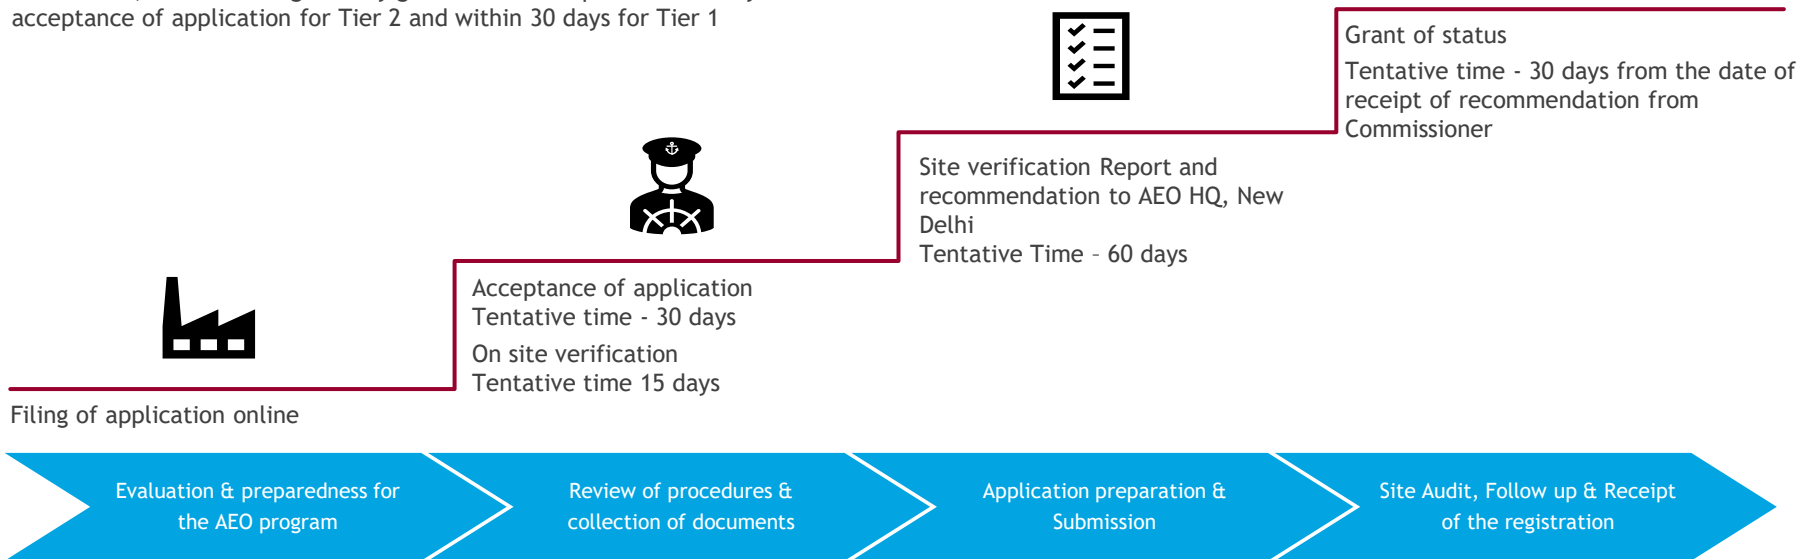 acceptance of application for Tier 2 and within 30 days for Tier 1
Grant of status
Tentative time - 30 days from the date of
receipt of recommendation from
Commissioner
Site verification Report and
recommendation to AEO HQ, New
Delhi
Tentative Time – 60 days
Acceptance of application
Tentative time - 30 days
On site verification
Tentative time 15 days
Filing of application online
Evaluation & preparedness for
the AEO program
Review of procedures &
collection of documents
Application preparation &
Submission
Site Audit, Follow up & Receipt
of the registration